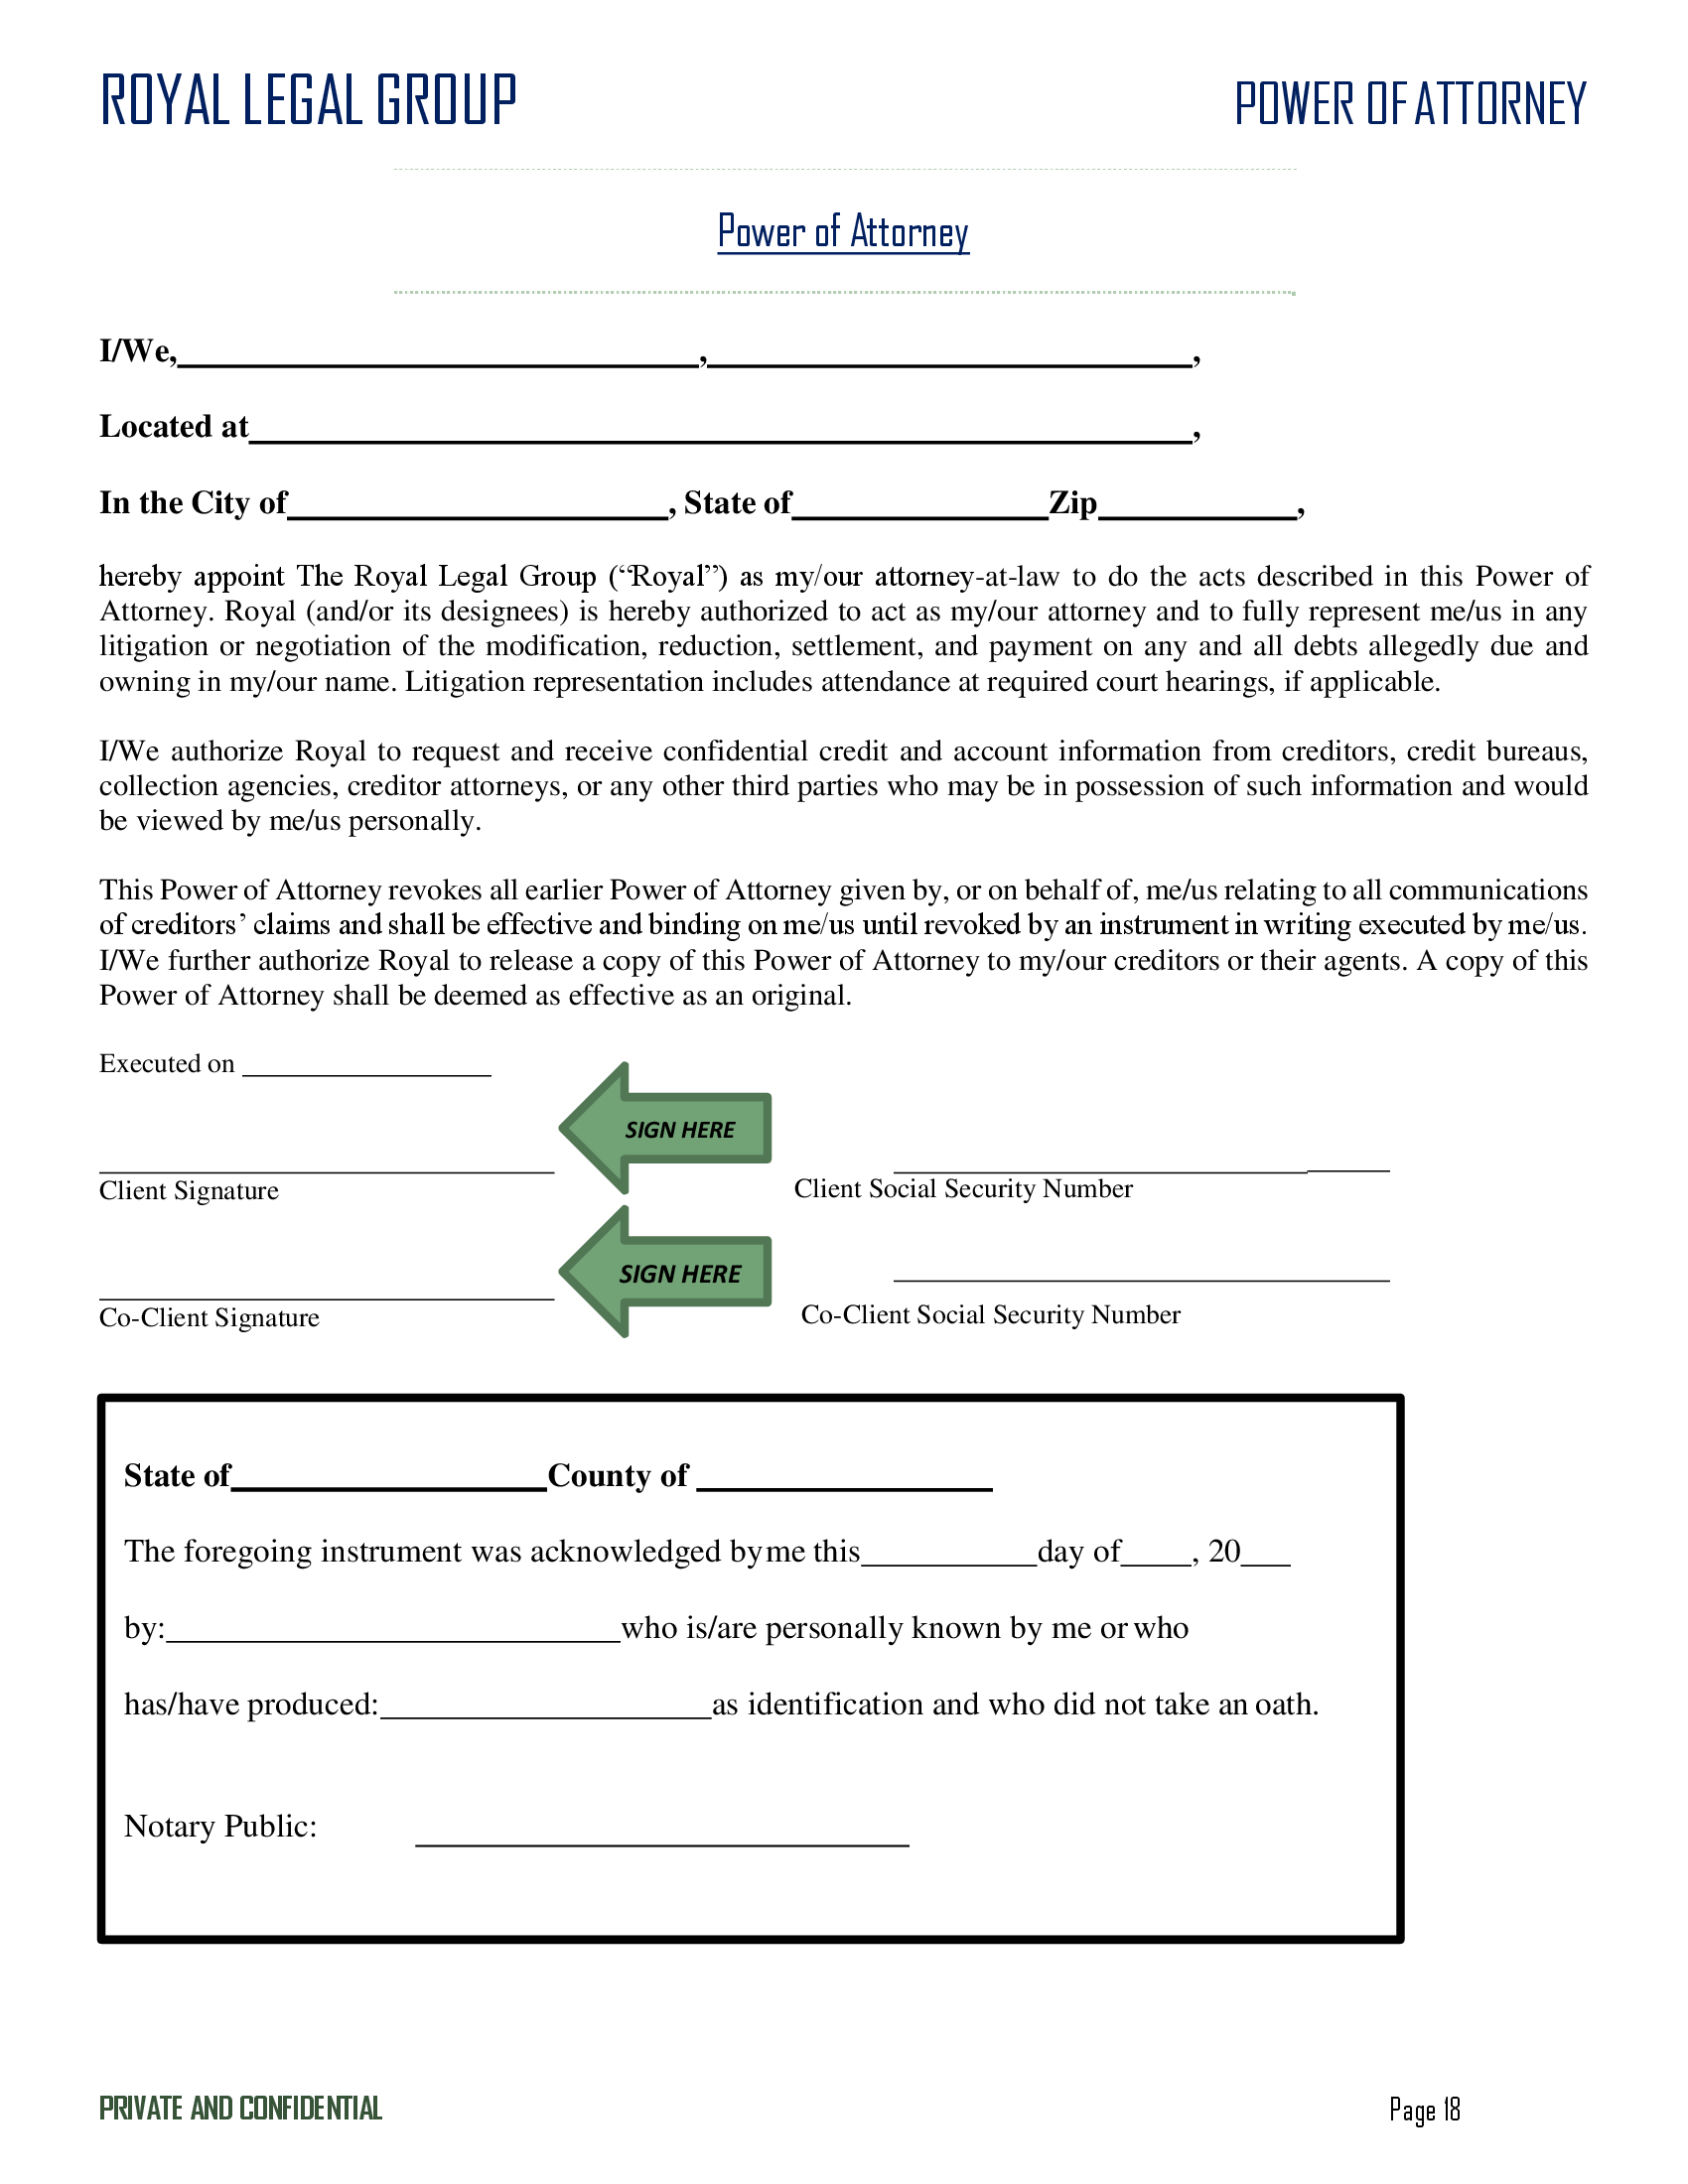 ROYAL LEGAL GROUP POWER OF ATTORNEY
Power of Attorney
I/We,____________________,____________________,
Located at________________________________________,
In the City of____________________, State of______________Zip___________,
hereby appoint The Royal Legal Group (“Royal”) as my/our attorney-at-law to do the acts described in this Power of
Attorney. Royal (and/or its designees) is hereby authorized to act as my/our attorney and to fully represent me/us in any
litigation or negotiation of the modification, reduction, settlement, and payment on any and all debts allegedly due and
owning in my/our name. Litigation representation includes attendance at required court hearings, if applicable.
I/We authorize Royal to request and receive confidential credit and account information from creditors, credit bureaus,
collection agencies, creditor attorneys, or any other third parties who may be in possession of such information and would
be viewed by me/us personally.
This Power of Attorney revokes all earlier Power of Attorney given by, or on behalf of, me/us relating to all communications
of creditors’ claims and shall be effective and binding on me/us until revoked by an instrument in writing executed by me/us.
I/We further authorize Royal to release a copy of this Power of Attorney to my/our creditors or their agents. A copy of this
Power of Attorney shall be deemed as effective as an original.
Executed on ________________
SIGN HERE
Client Signature Client Social Security Number
SIGN HERE
Co-Client Signature Co-Client Social Security Number
State of________________County of ________________
The foregoing instrument was acknowledged by me this__________day of____, 20___
by:__________________________who is/are personally known by me or who
has/have produced:___________________as identification and who did not take an oath.
Notary Public: ____________________________
PRIVATE AND CONFIDENTIAL Page 18